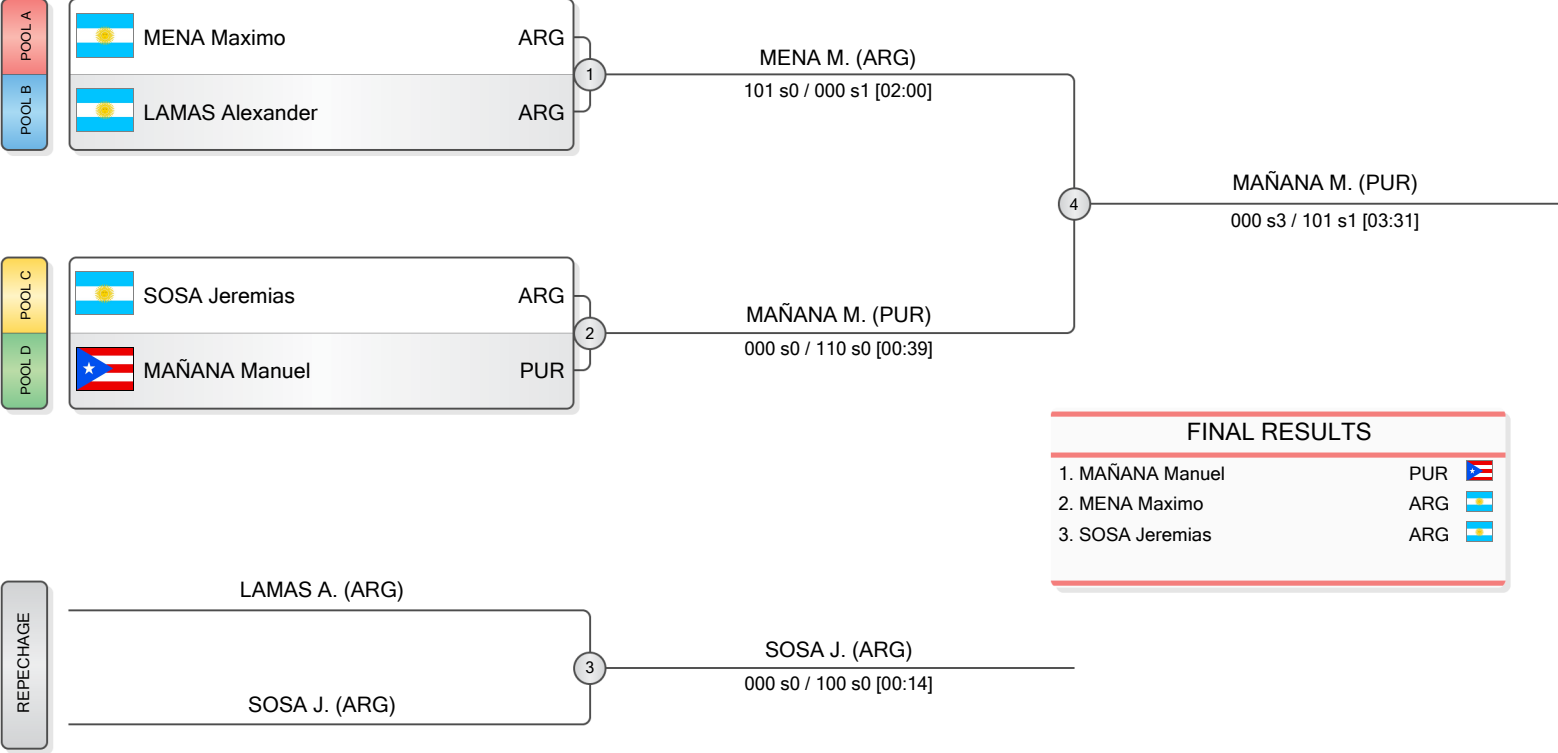 POOL A
MENA Maximo ARG
POOL B
LAMAS Alexander ARG
1
MENA M. (ARG)
101 s0 / 000 s1 [02:00]
POOL C
SOSA Jeremias ARG
POOL D
MAÑANA Manuel PUR
2
MAÑANA M. (PUR)
000 s0 / 110 s0 [00:39]
4
MAÑANA M. (PUR)
000 s3 / 101 s1 [03:31]
FINAL RESULTS
1. MAÑANA Manuel PUR
2. MENA Maximo ARG
3. SOSA Jeremias ARG
REPECHAGE
LAMAS A. (ARG)
SOSA J. (ARG)
3
SOSA J. (ARG)
000 s0 / 100 s0 [00:14]